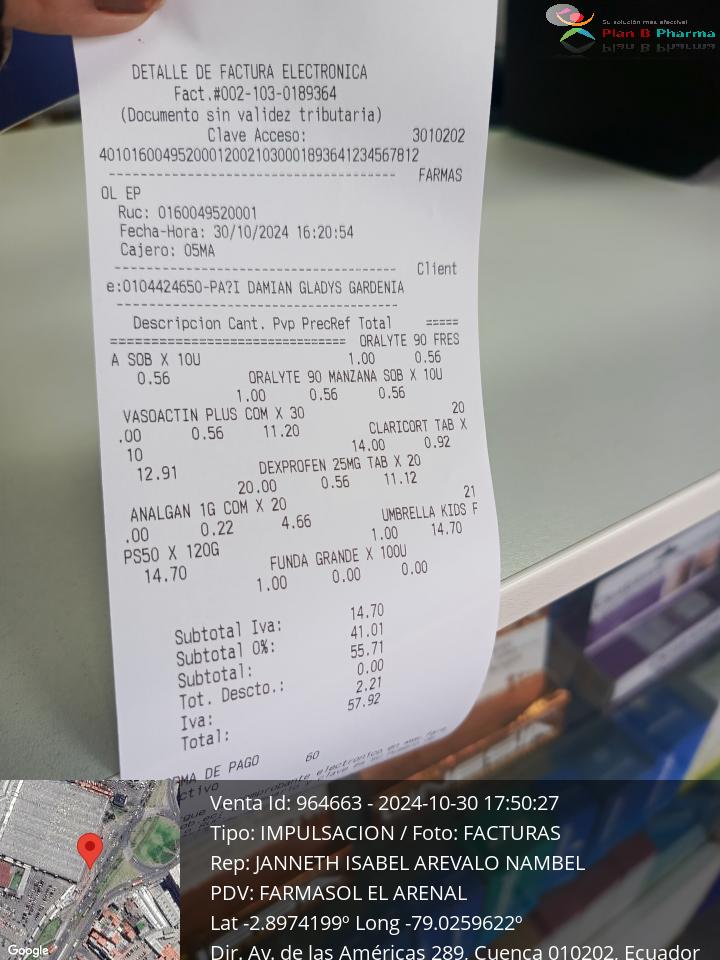 Su solución más efectiva!
Plan B Pharma
DETALLE DE FACTURA ELECTRONICA
Fact.#002-103-0189364
(Documento sin validez tributaria)
Clave Acceso: 3010202
401016004952000120021030001893641234567812
------------------------------------ FARMAS
OL EP
Ruc: 0160049520001
Fecha-Hora: 30/10/2024 16:20:54
Cajero: 05MA
------------------------------------ Client
e:0104424650-PA?I DAMIAN GLADYS GARDENIA
------------------------------------
Descripcion Cant. Pvp PrecRef Total =====
============================== ORALYTE 90 FRES
A SOB X 10U 1.00 0.56
0.56 ORALYTE 90 MANZANA SOB X 10U
1.00 0.56 0.56
VASOACTIN PLUS COM X 30 20
.00 0.56 11.20 CLARICORT TAB X
10 14.00 0.92
12.91 DEXPROFEN 25MG TAB X 20
20.00 0.56 11.12
ANALGAN 1G COM X 20 21
.00 0.22 4.66 UMBRELLA KIDS F
PS50 X 120G 1.00 14.70
14.70 FUNDA GRANDE X 100U
1.00 0.00 0.00
Subtotal Iva: 14.70
Subtotal 0%: 41.01
Subtotal: 55.71
Tot. Descto.: 0.00
Iva: 2.21
Total: 57.92
MA DE PAGO 60
ctivo
comprobante electronico en
Venta Id: 964663 - 2024-10-30 17:50:27
Tipo: IMPULSACION / Foto: FACTURAS
Rep: JANNETH ISABEL AREVALO NAMBEL
PDV: FARMASOL EL ARENAL
Lat -2.8974199º Long -79.0259622º
Dir. Av. de las Américas 289, Cuenca 010202, Ecuador
Google